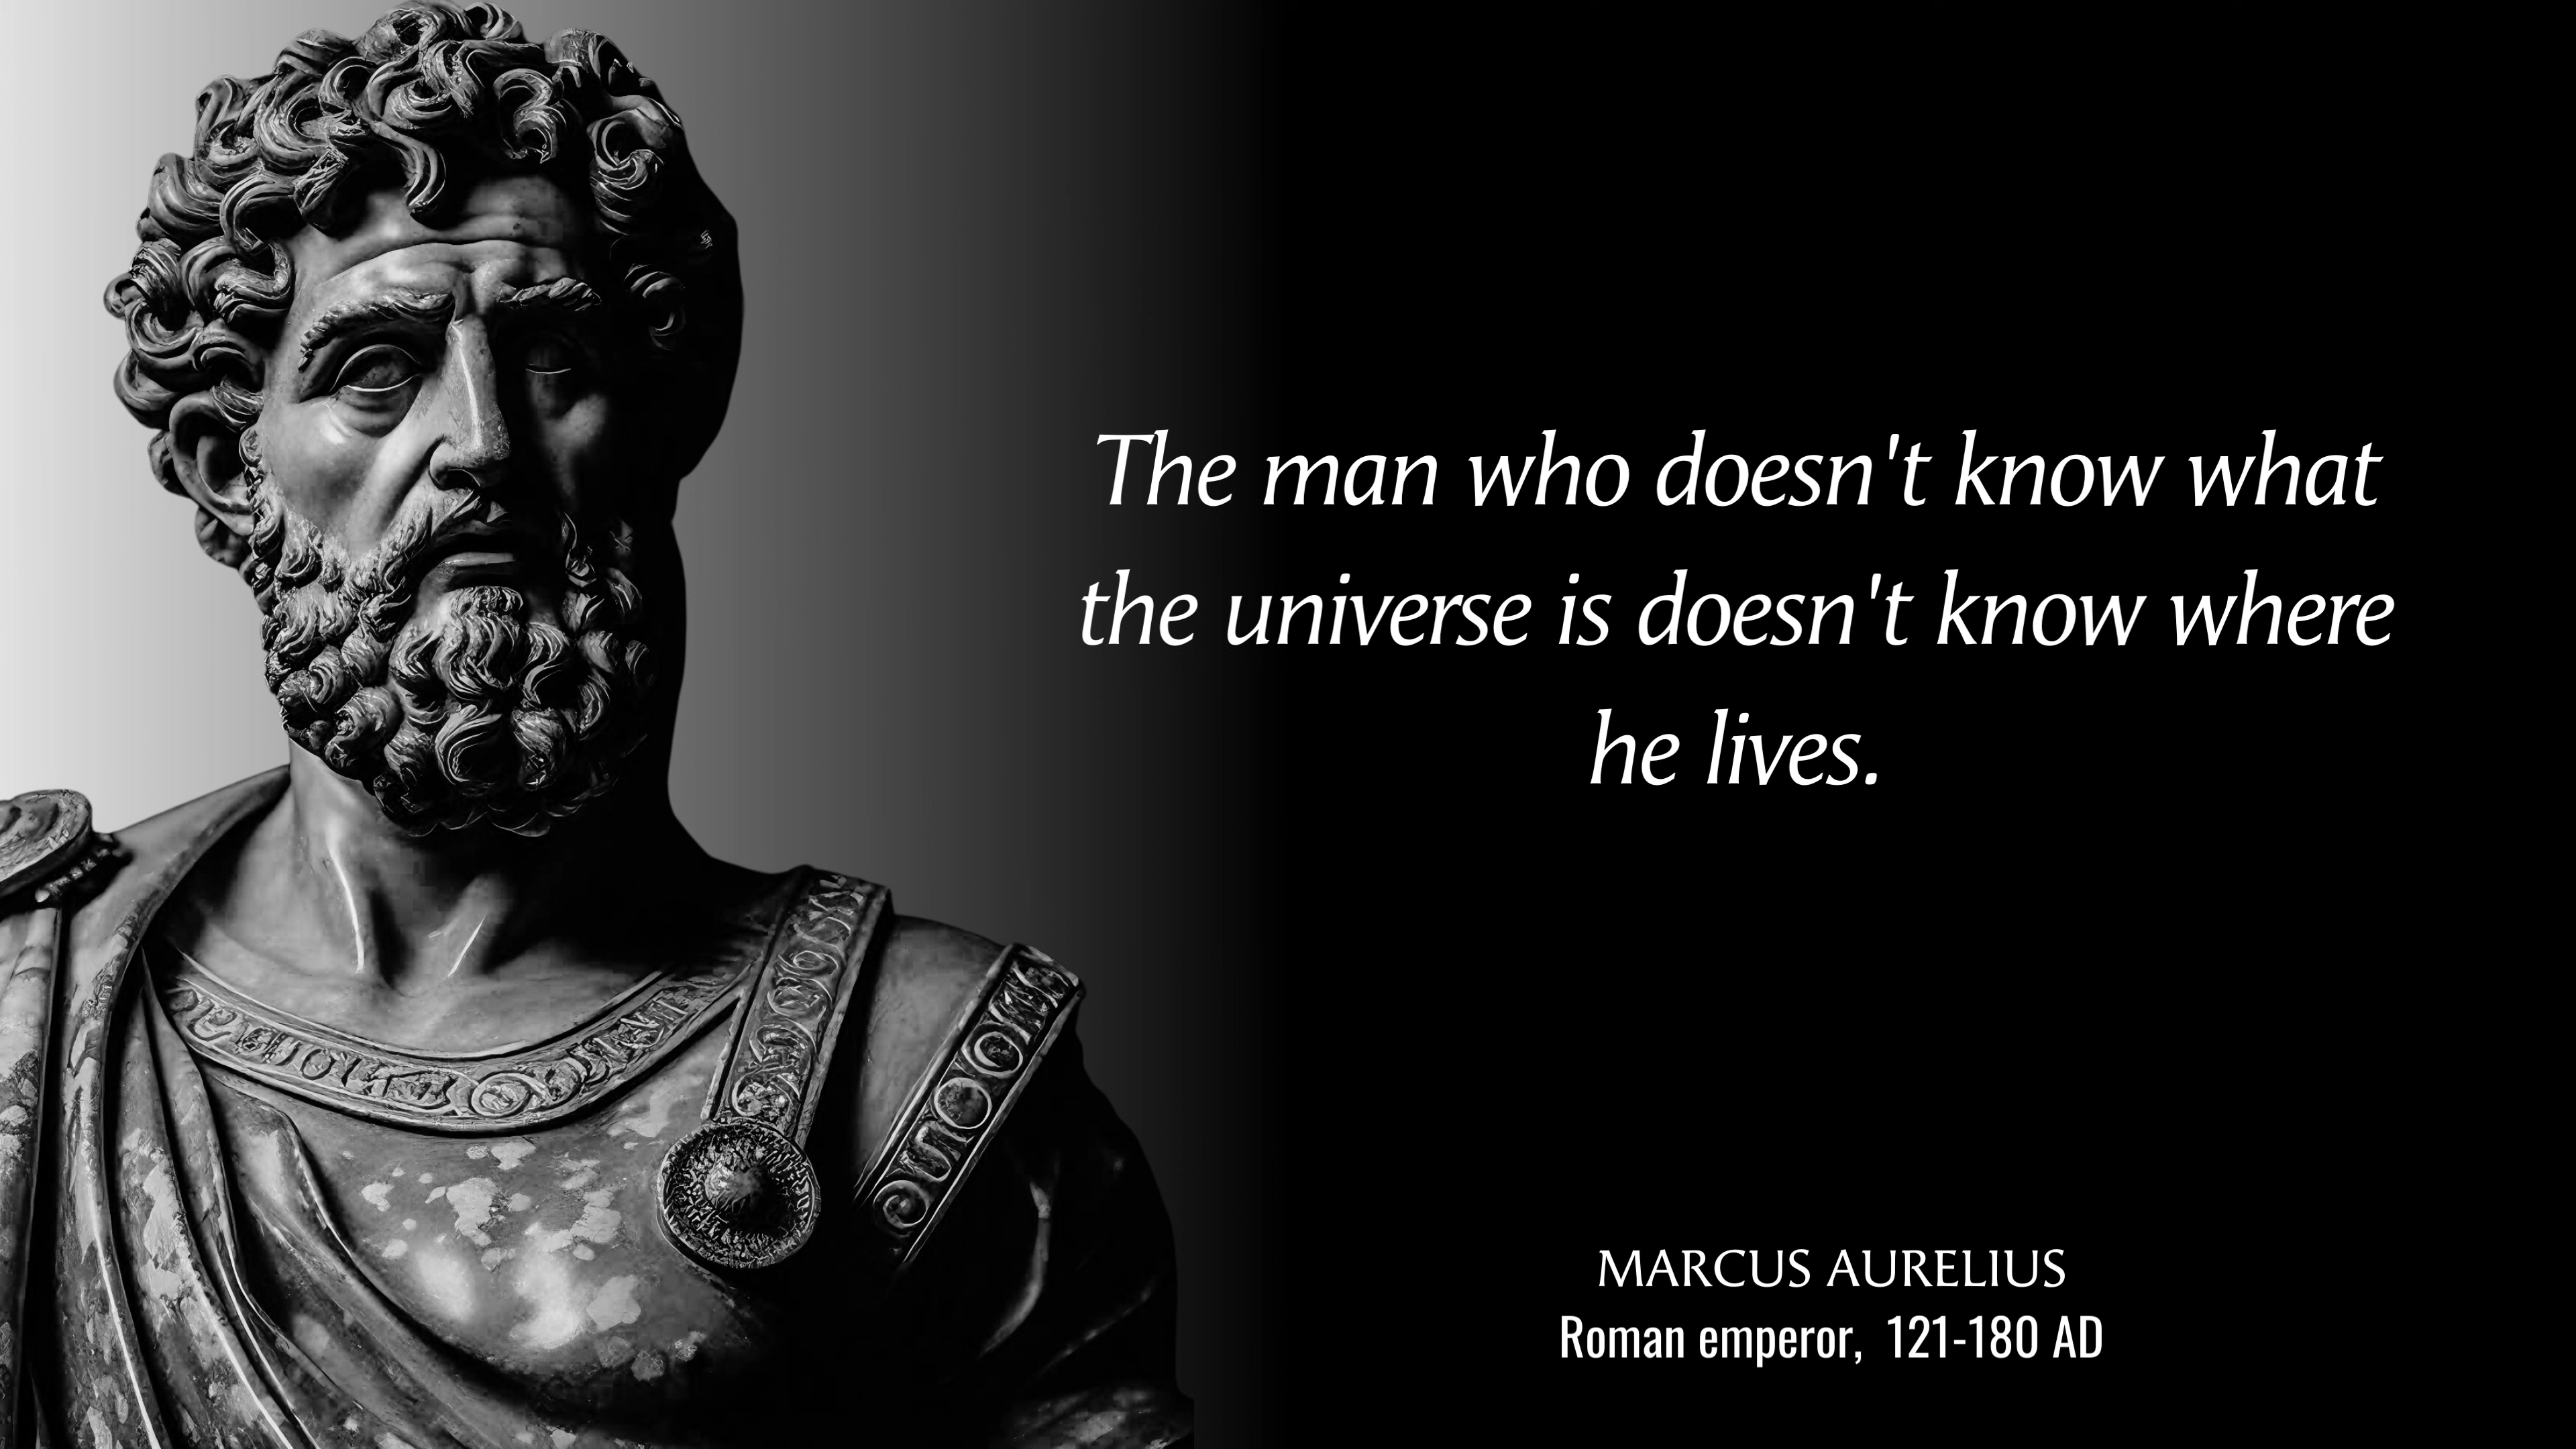 The man who doesn't know what
the universe is doesn't know where
he lives.
MARCUS AURELIUS
Roman emperor, 121-180 AD